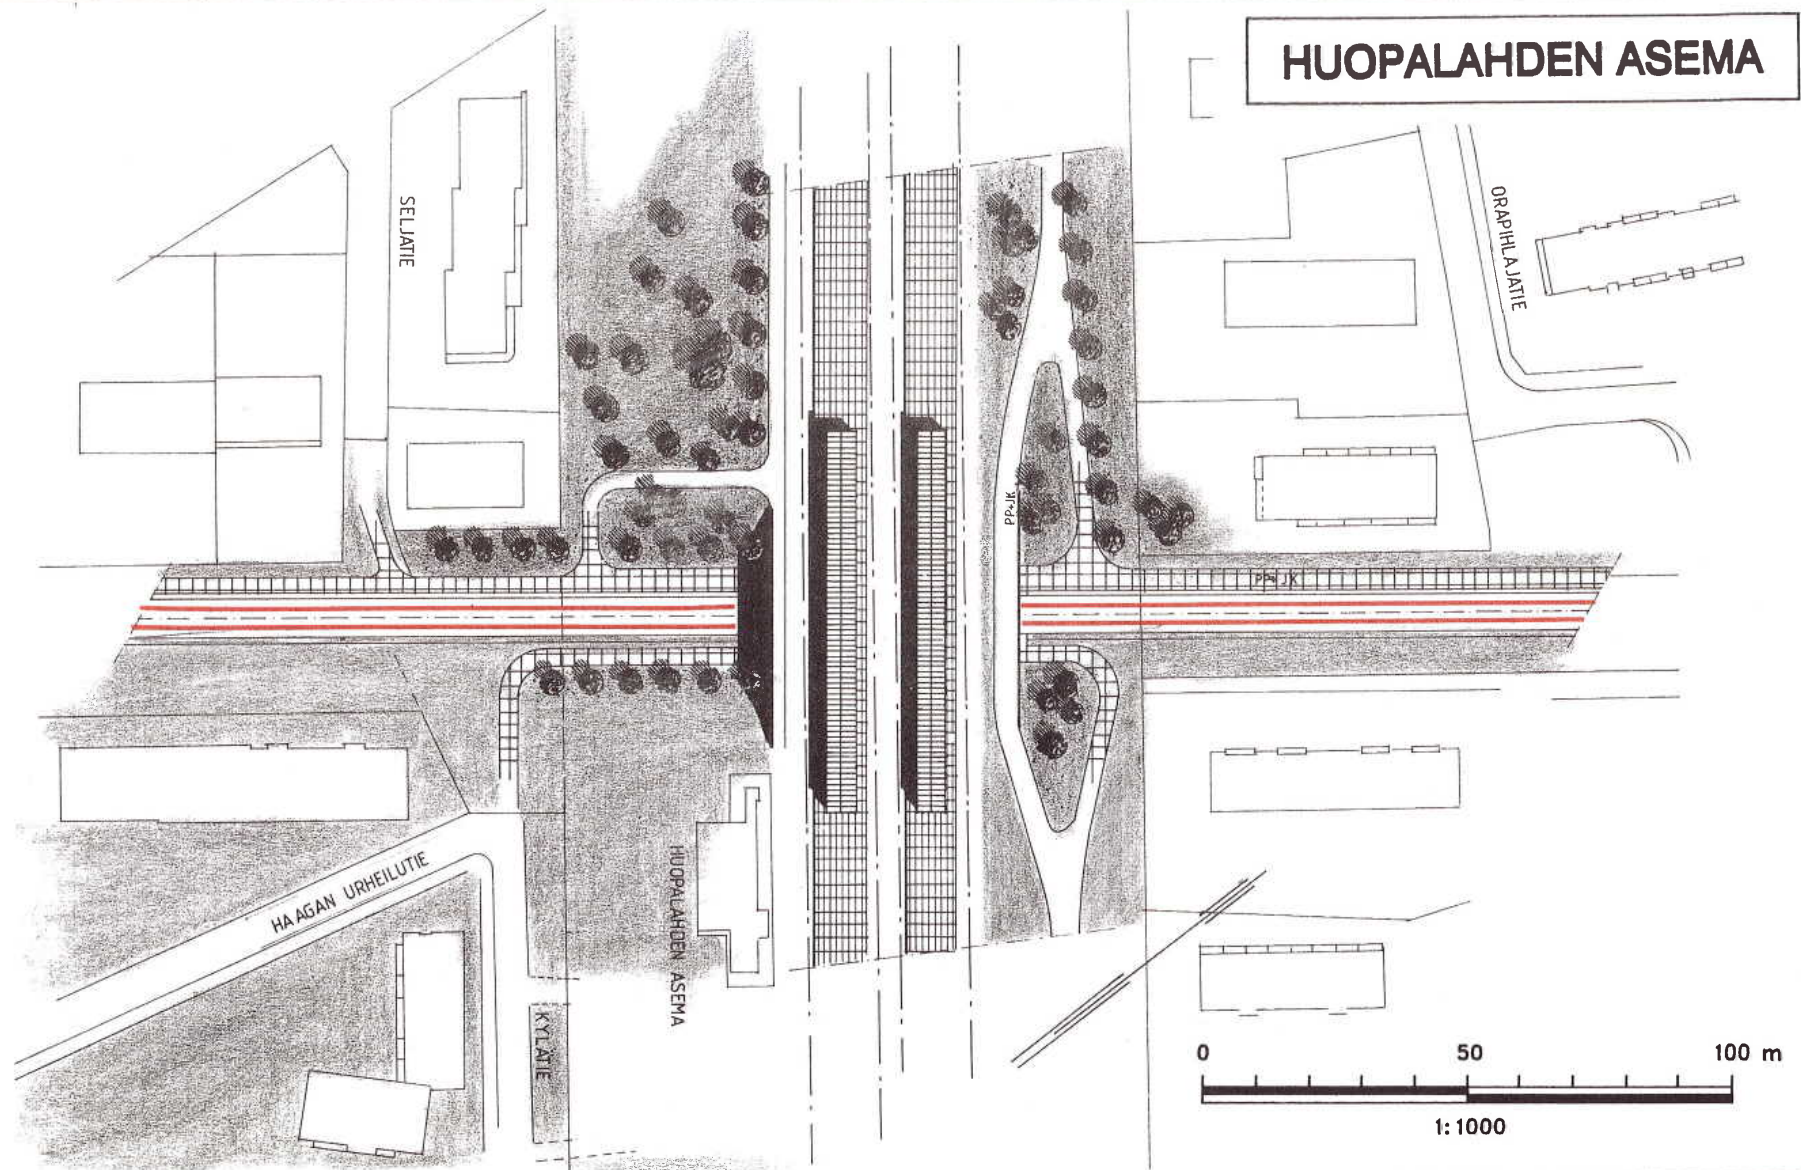 HUOPALAHDEN ASEMA
SELJATIE
ORAPIHLAJATIE
PP+JK
PP+JK
HAAGAN URHEILUTIE
HUOPALAHDEN ASEMA
KYLÄTIE
0 50 100 m
1:1000